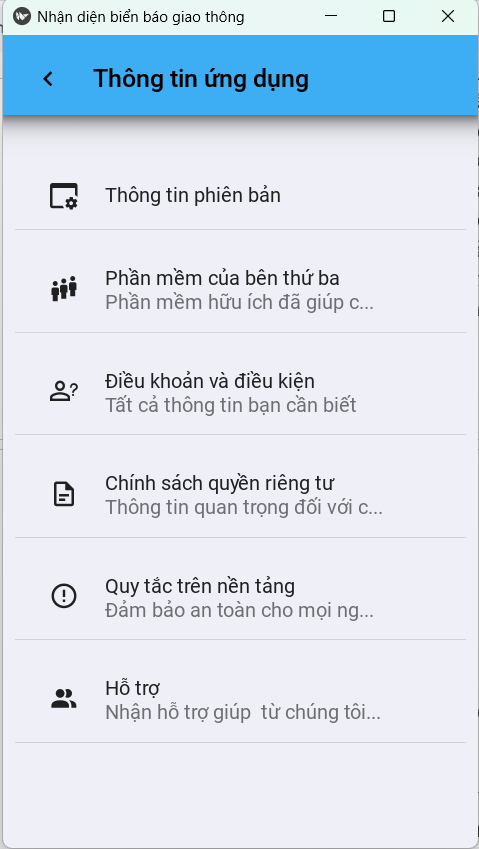 Nhận diện biển báo giao thông
Thông tin ứng dụng
Thông tin phiên bản
Phần mềm của bên thứ ba
Phần mềm hữu ích đã giúp c...
Điều khoản và điều kiện
Tất cả thông tin bạn cần biết
Chính sách quyền riêng tư
Thông tin quan trọng đối với c...
Quy tắc trên nền tảng
Đảm bảo an toàn cho mọi ng...
Hỗ trợ
Nhận hỗ trợ giúp  từ chúng tôi...